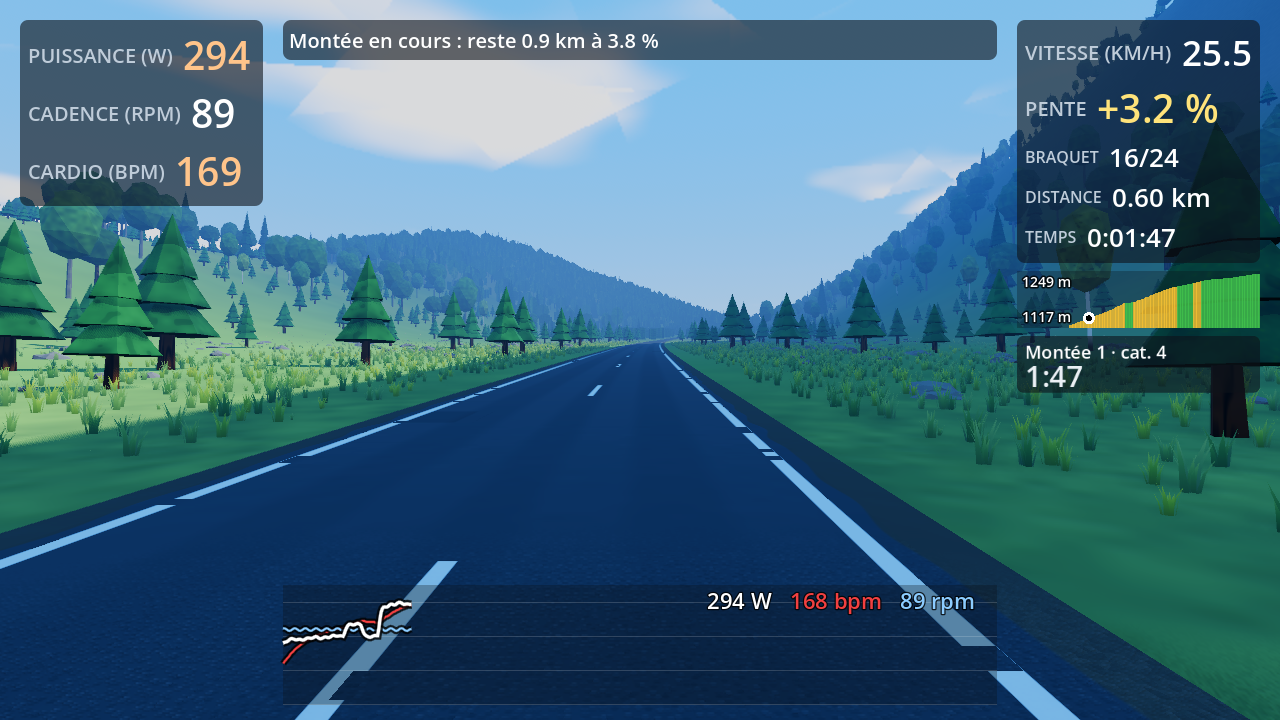 PUISSANCE (W) 294
CADENCE (RPM) 89
CARDIO (BPM) 169
Montée en cours : reste 0.9 km à 3.8 %
VITESSE (KM/H) 25.5
PENTE +3.2 %
BRAQUET 16/24
DISTANCE 0.60 km
TEMPS 0:01:47
1249 m
1117 m
Montée 1 · cat. 4
1:47
294 W 168 bpm 89 rpm